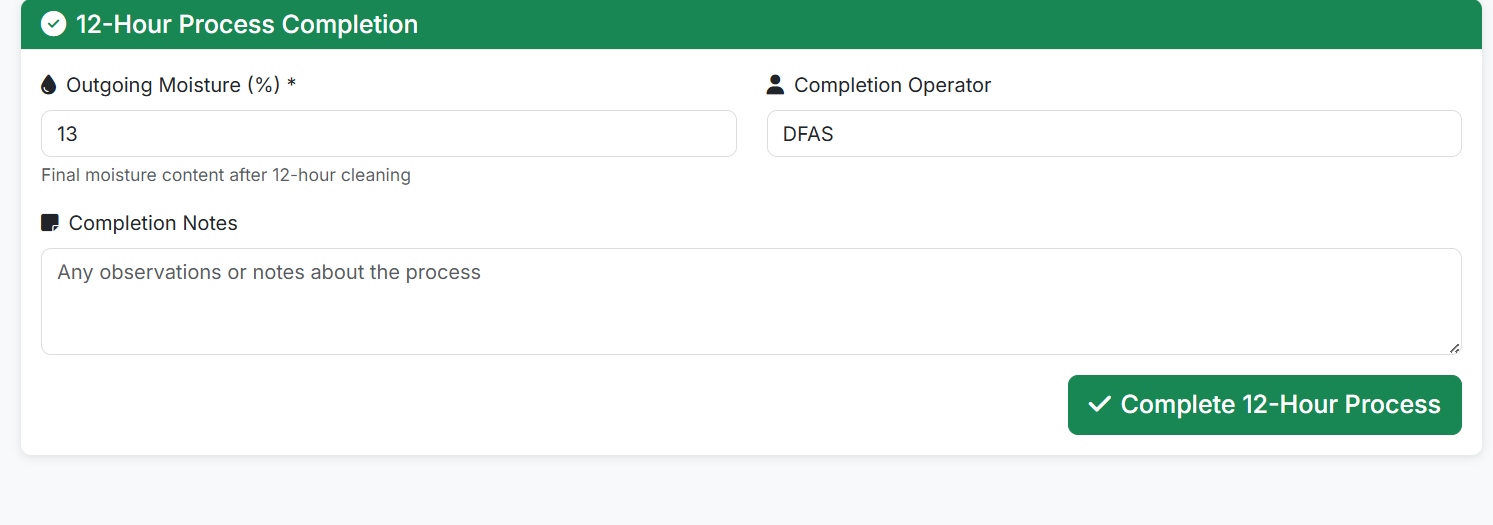 12-Hour Process Completion
Outgoing Moisture (%) *
Completion Operator
13
DFAS
Final moisture content after 12-hour cleaning
Completion Notes
Any observations or notes about the process
Complete 12-Hour Process